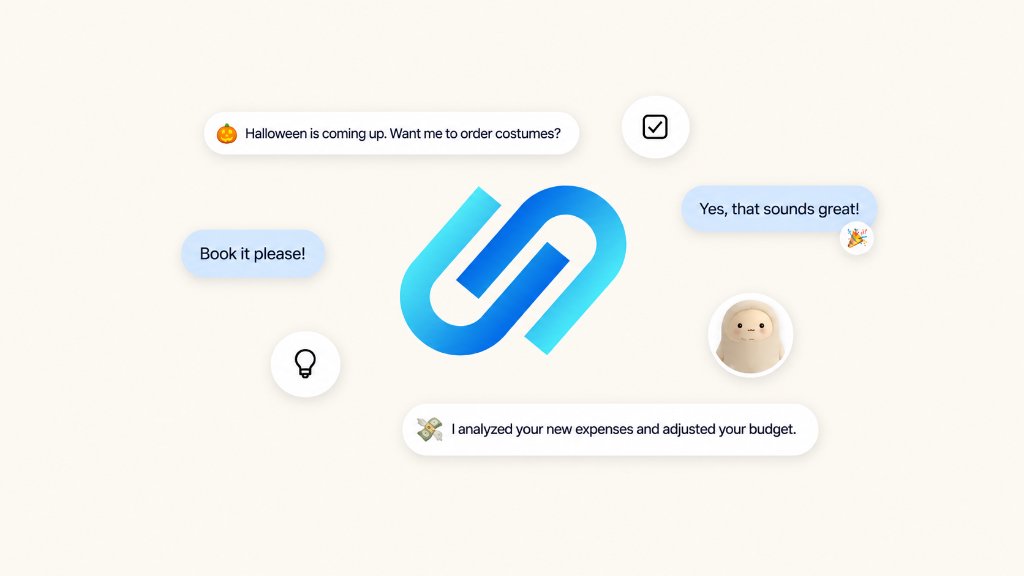 Halloween is coming up. Want me to order costumes?
Yes, that sounds great!
Book it please!
I analyzed your new expenses and adjusted your budget.